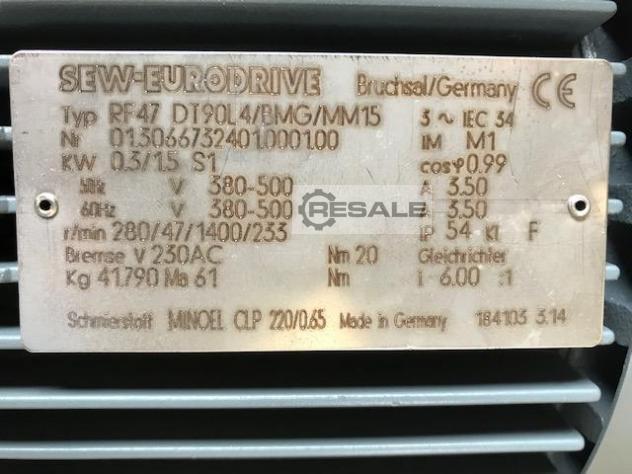 SEW-EURODRIVE Bruchsal/Germany CE
Typ RF47 DT90L4/BMG/MM15 3 ~ IEC 34
Nr 01.3066732401.0001.00 IM M1
KW 0.3/1.5 S1 cosφ 0.99
50Hz V 380-500 A 3.50
60Hz V 380-500 A 3.50
RESALE
r/min 280/47/1400/233 IP 54 Kl F
Bremse V 230AC Nm 20 Gleichrichter
Kg 41.790 Ma 61 Nm i 6.00 :1
Schmierstoff MINOEL CLP 220/0.65 Made in Germany 184103 3.14